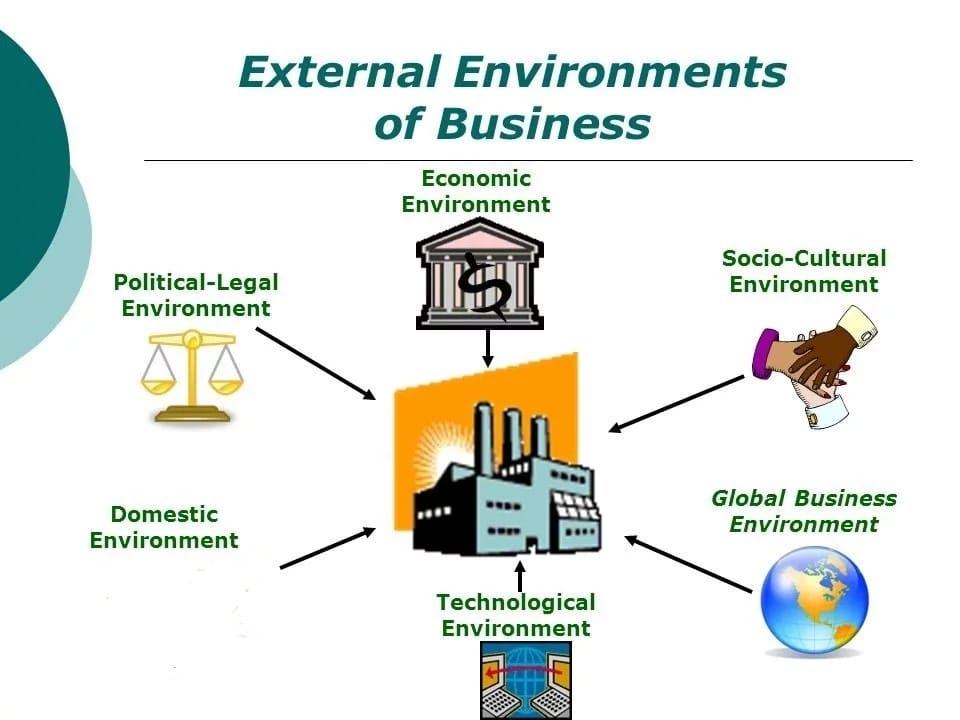 External Environments
of Business
Economic
Environment
Political-Legal
Environment
Socio-Cultural
Environment
Domestic
Environment
Global Business
Environment
Technological
Environment